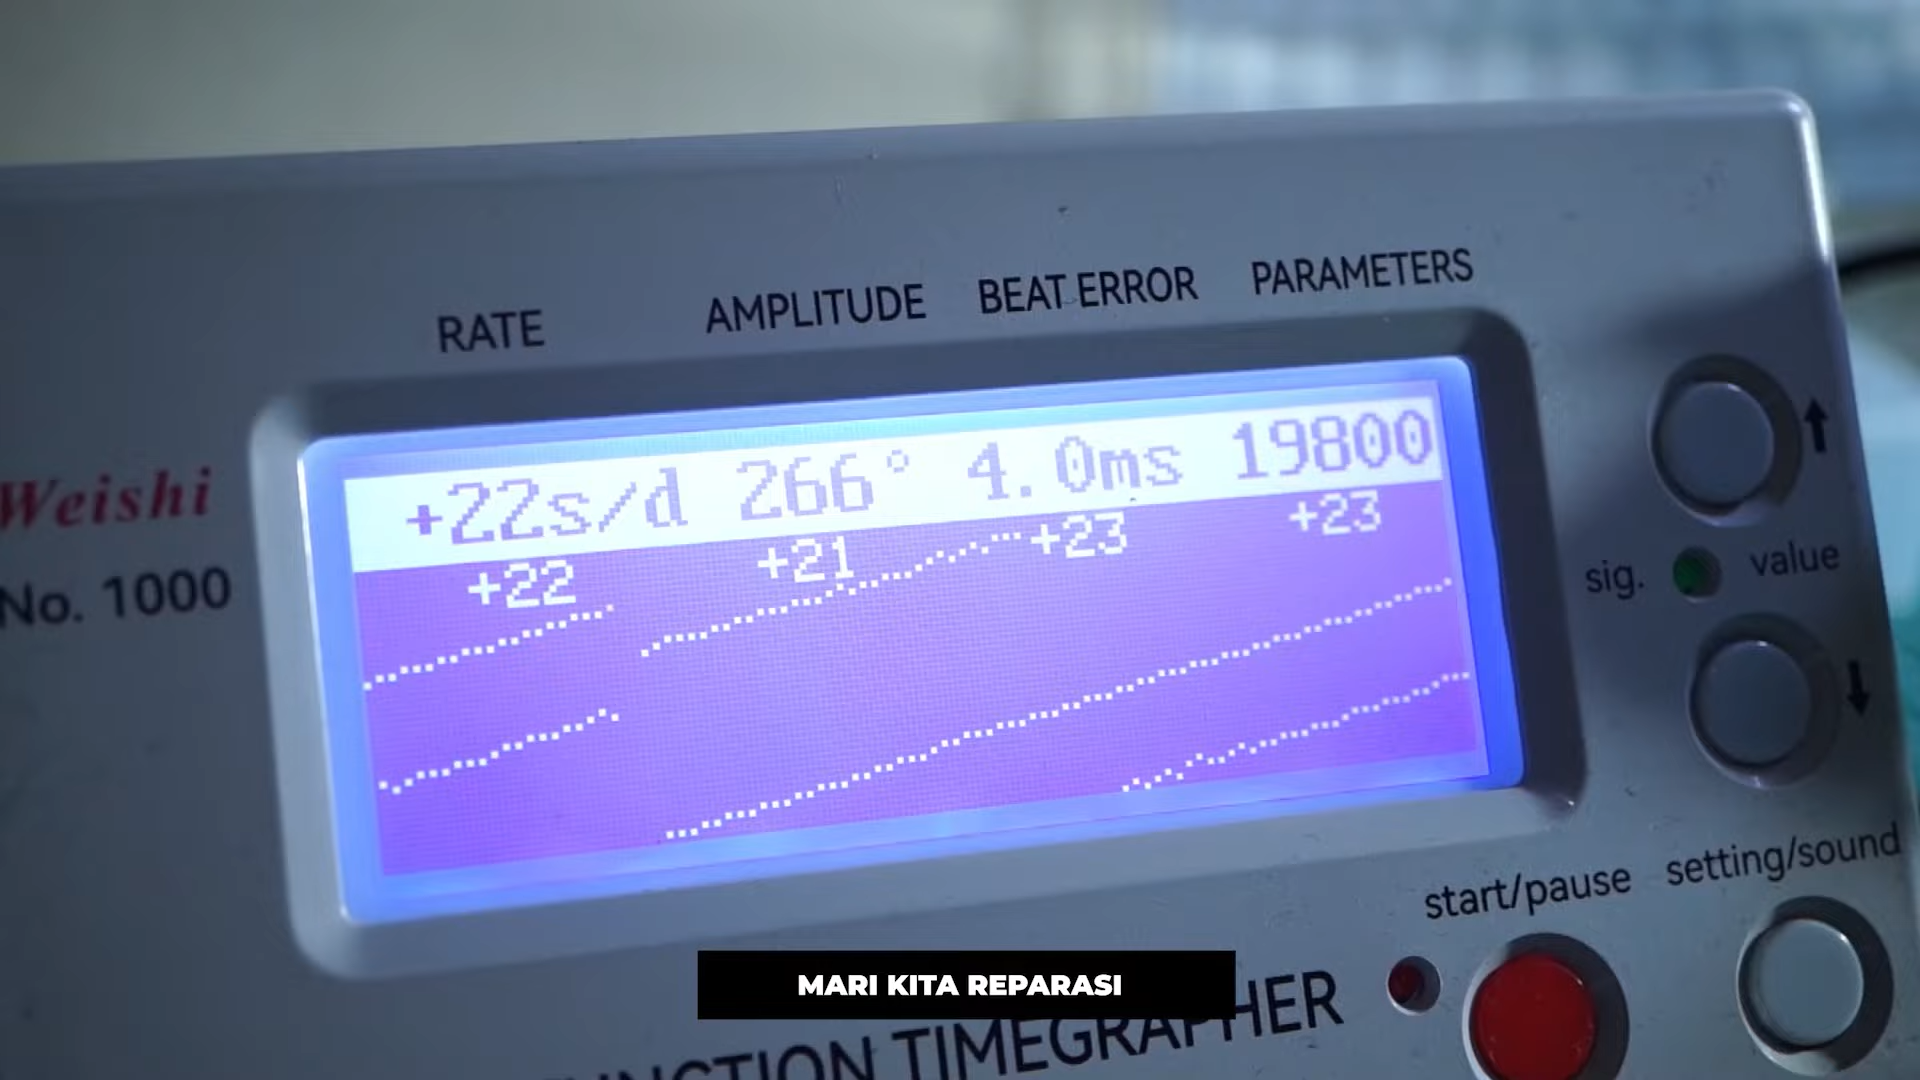 RATE AMPLITUDE BEAT ERROR PARAMETERS
+22s/d 266° 4.0ms 19800
+22 +21 +23 +23
Weishi
No. 1000
sig. value
start/pause setting/sound
MARI KITA REPARASI
TIMEGRAPHER